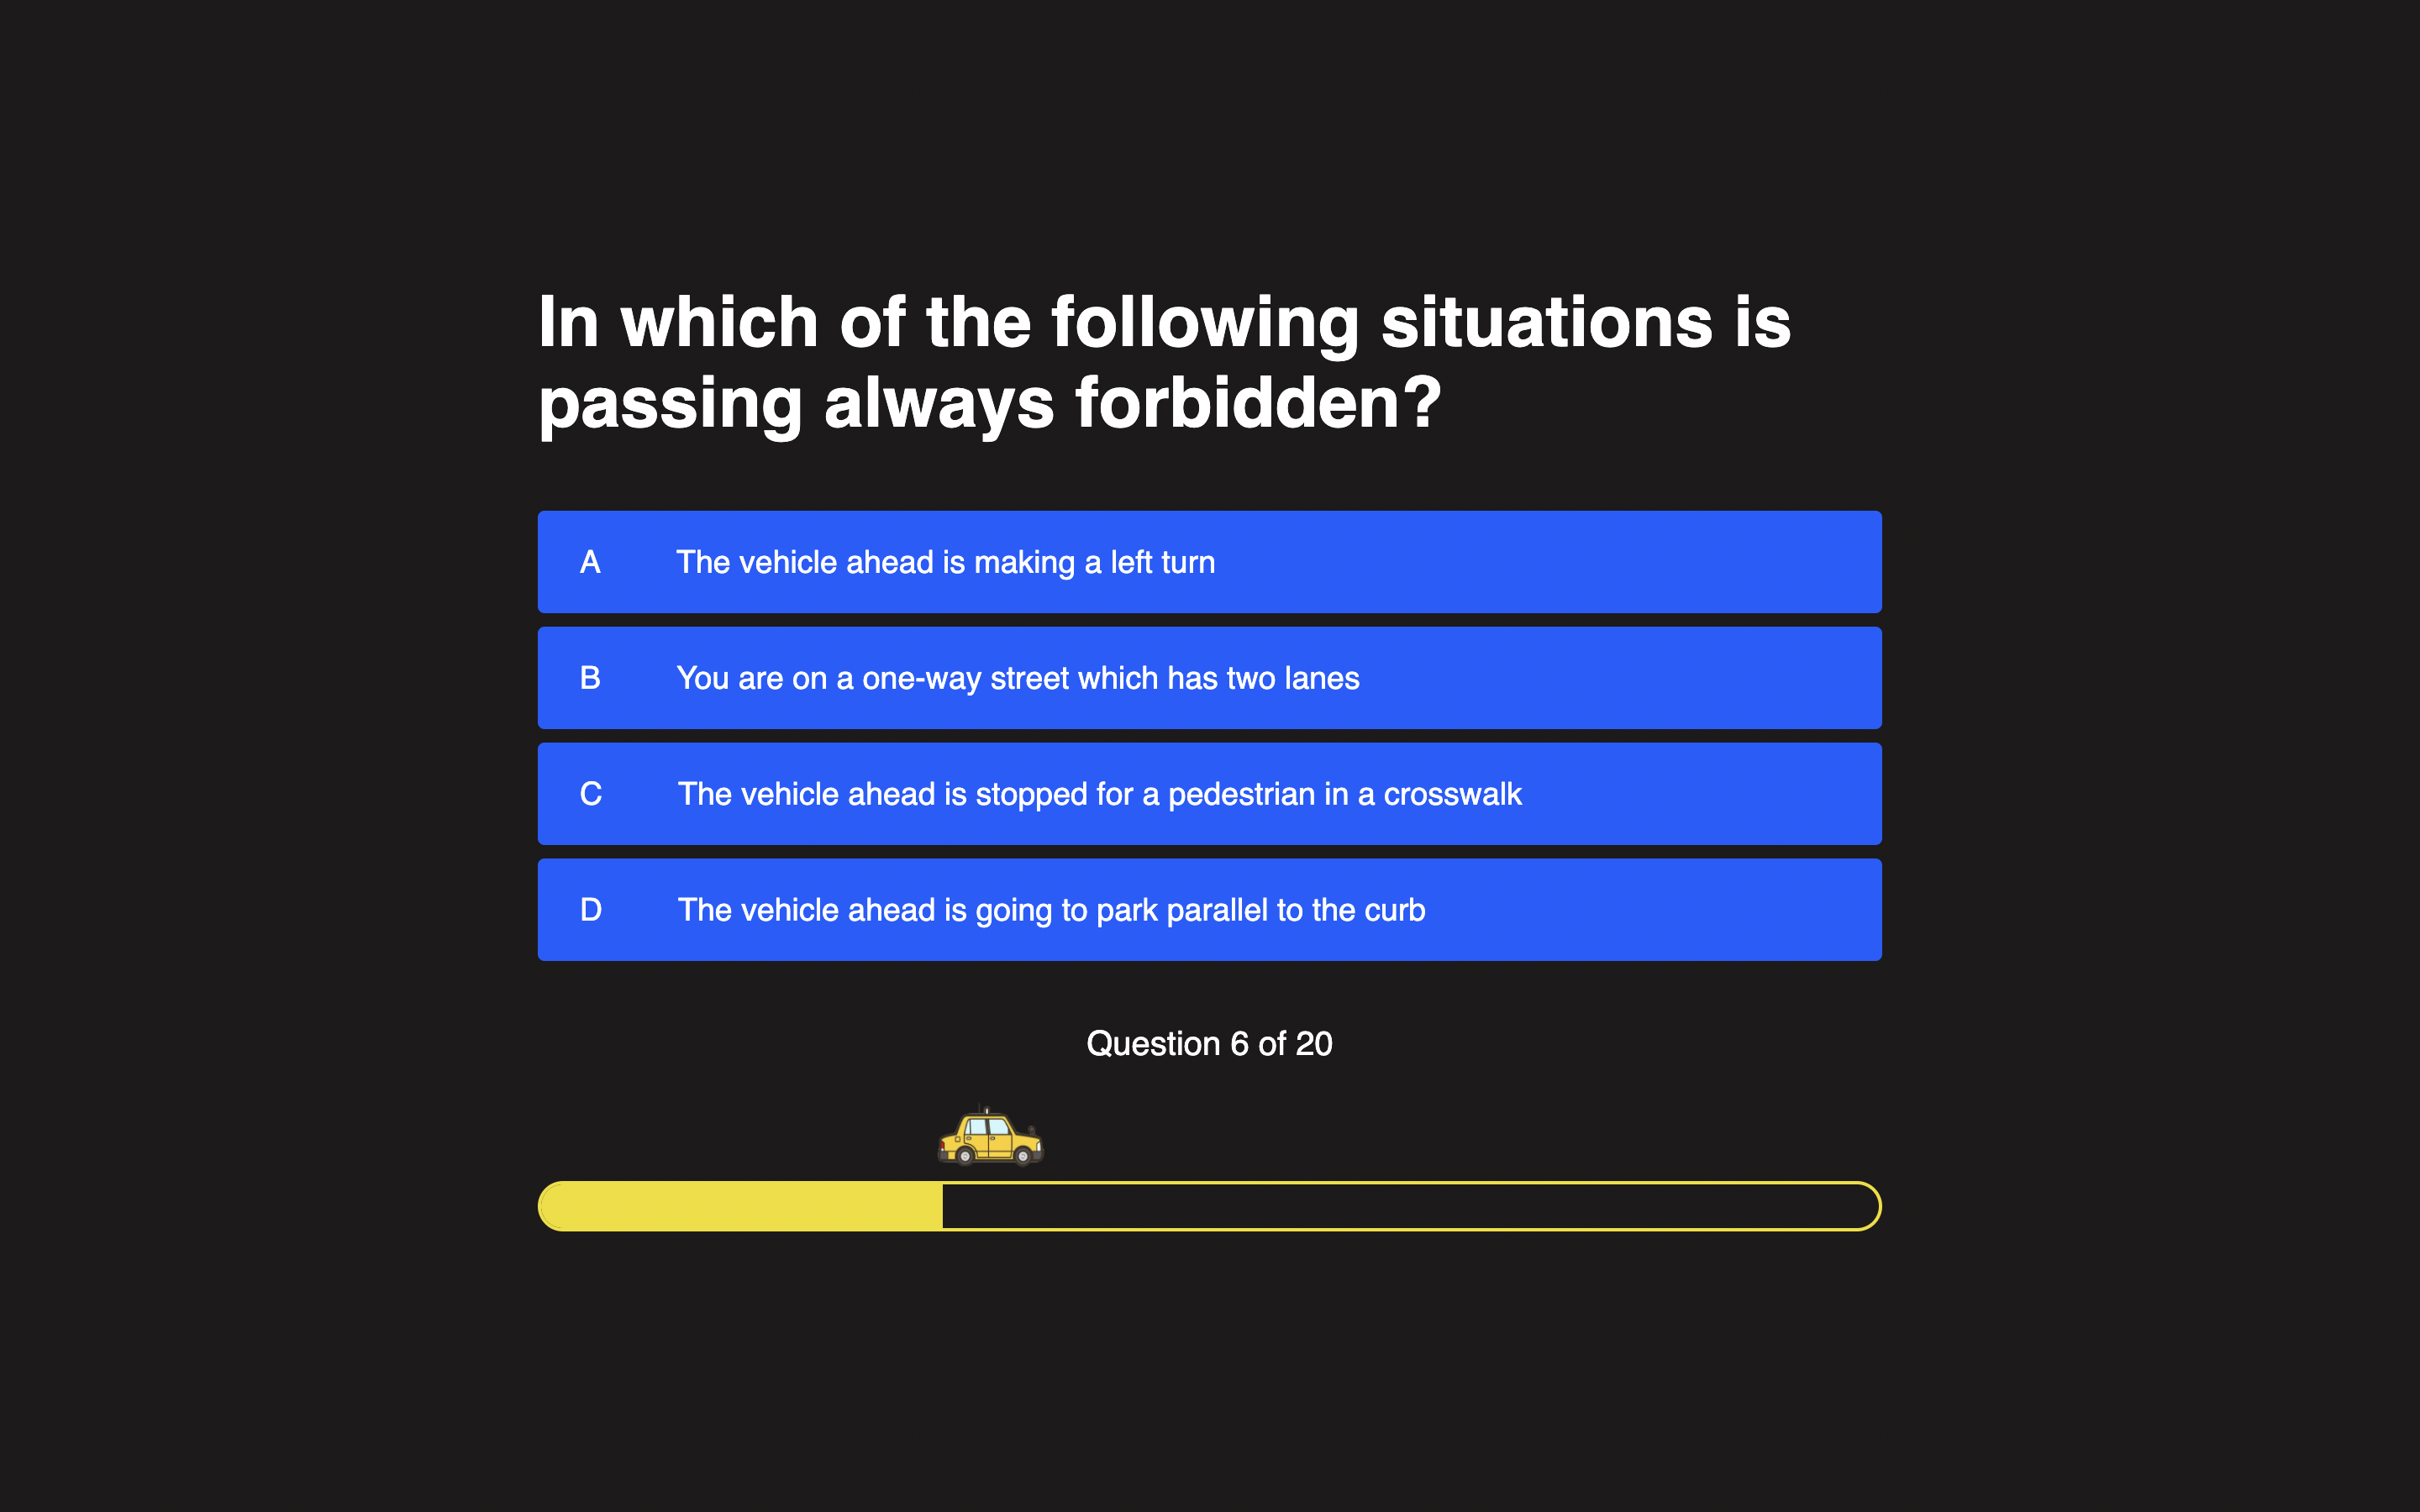 In which of the following situations is
passing always forbidden?
A The vehicle ahead is making a left turn
B You are on a one-way street which has two lanes
C The vehicle ahead is stopped for a pedestrian in a crosswalk
D The vehicle ahead is going to park parallel to the curb
Question 6 of 20